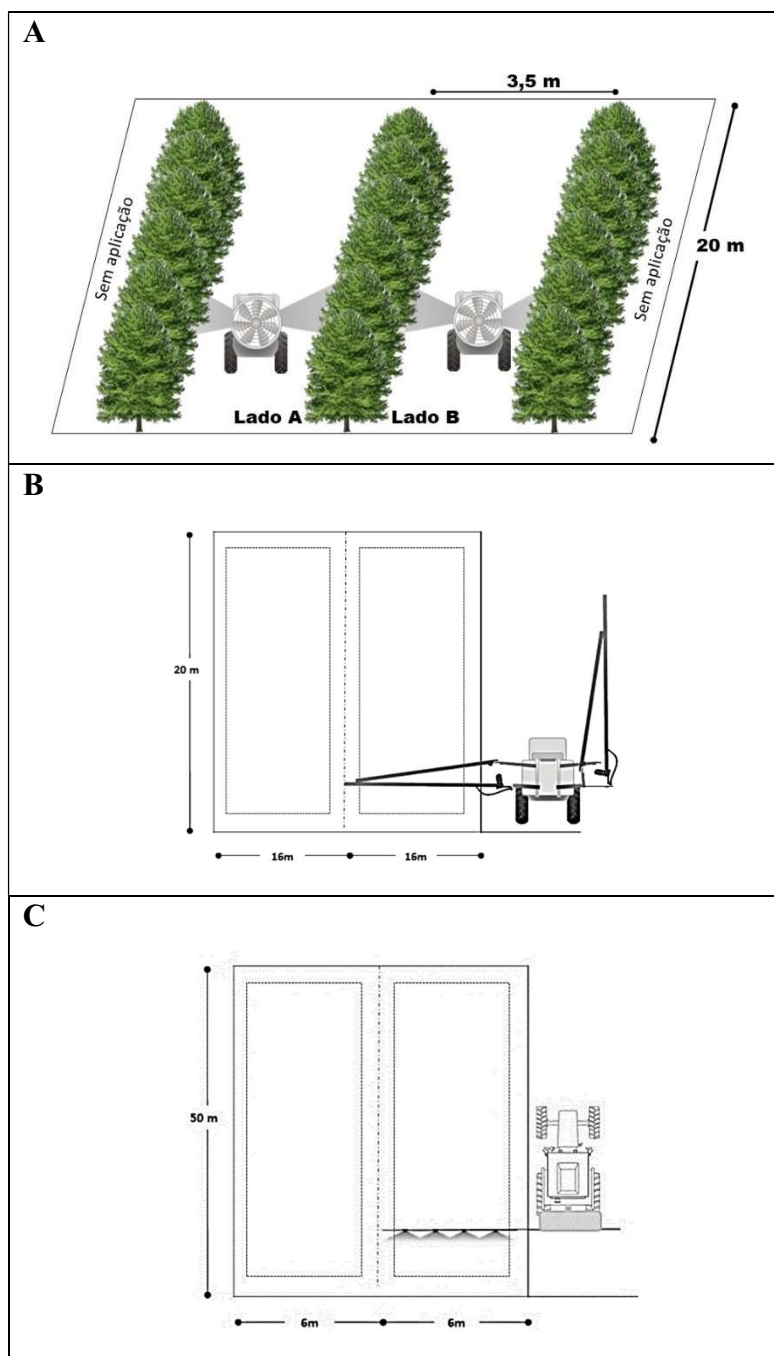 A
3,5 m
Sem aplicação
Sem aplicação
20 m
Lado A
Lado B
B
20 m
16m
16m
C
50 m
6m
6m